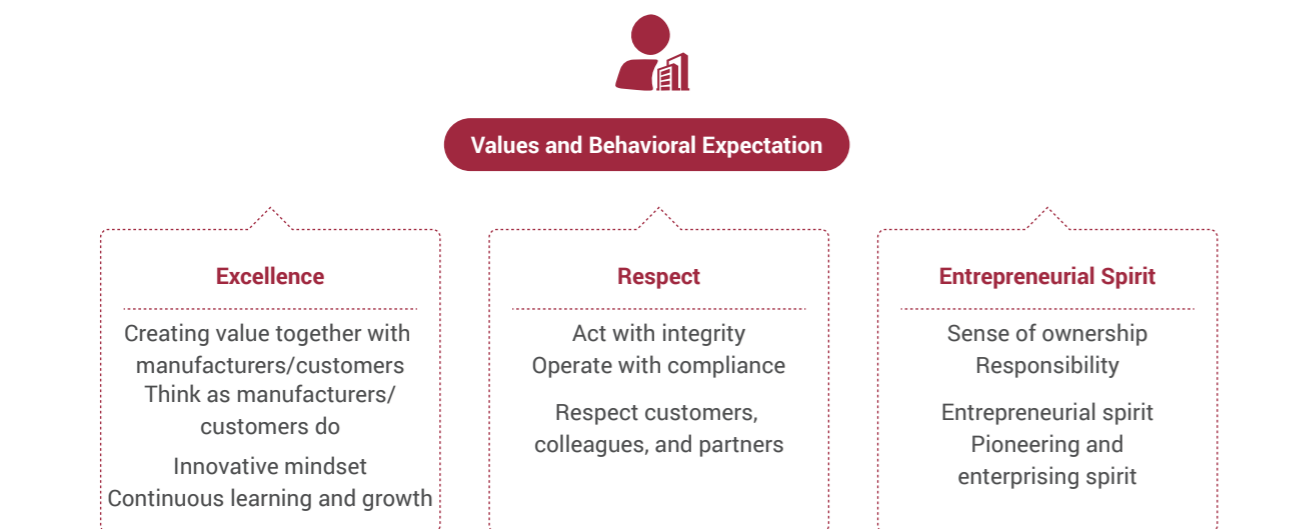 Values and Behavioral Expectation
Excellence
Creating value together with
manufacturers/customers
Think as manufacturers/
customers do
Innovative mindset
Continuous learning and growth
Respect
Act with integrity
Operate with compliance
Respect customers,
colleagues, and partners
Entrepreneurial Spirit
Sense of ownership
Responsibility
Entrepreneurial spirit
Pioneering and
enterprising spirit